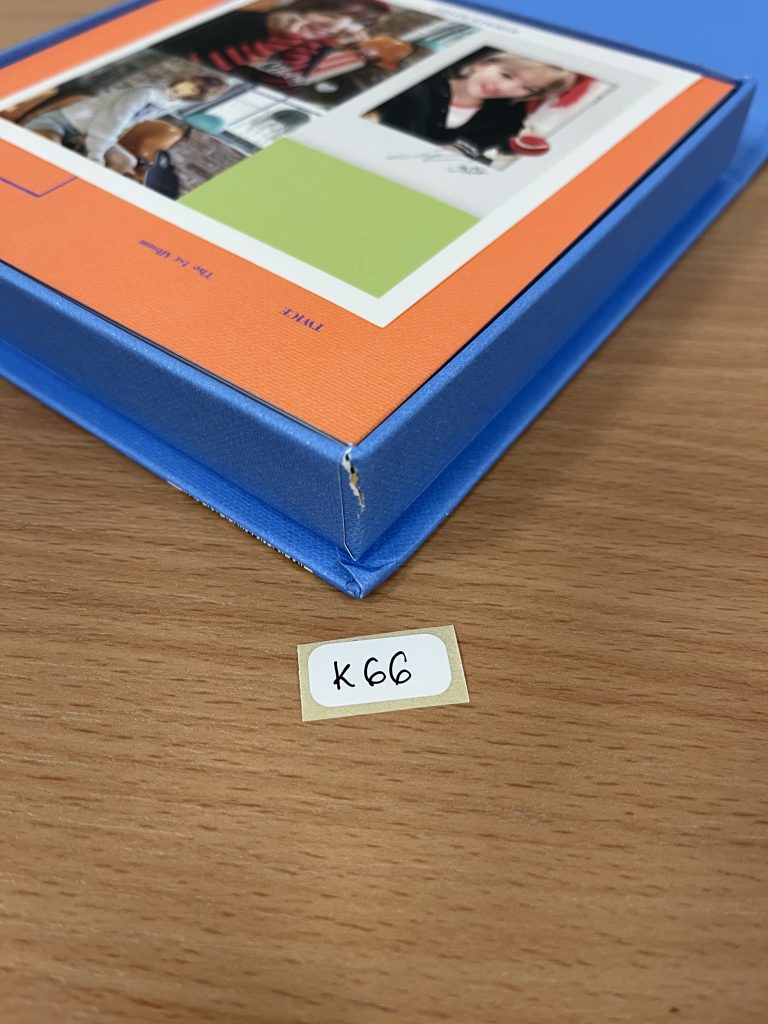 TWICE
The 1st Album
K66